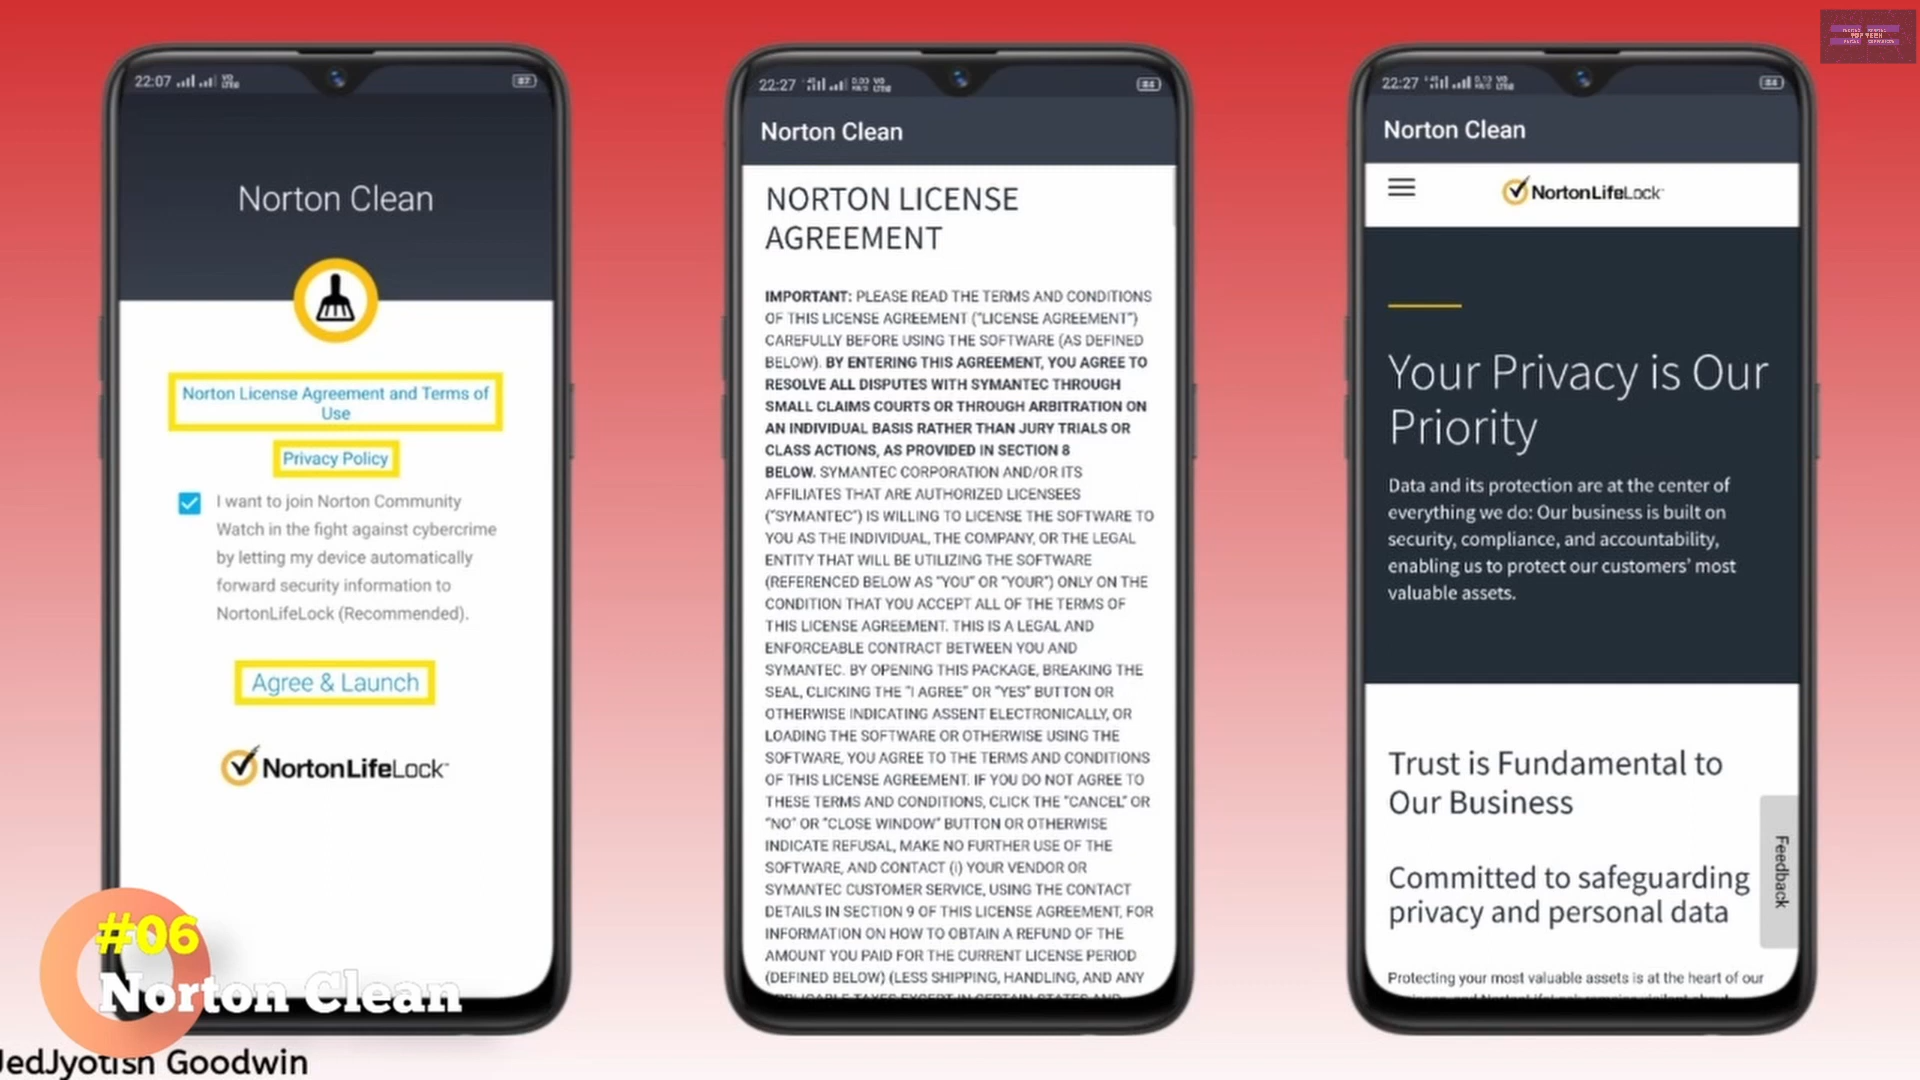 22:07
87
Norton Clean
Norton License Agreement and Terms of
Use
Privacy Policy
I want to join Norton Community
Watch in the fight against cybercrime
by letting my device automatically
forward security information to
NortonLifeLock (Recommended).
Agree & Launch
NortonLifeLock
22:27
84
Norton Clean
NORTON LICENSE
AGREEMENT
IMPORTANT: PLEASE READ THE TERMS AND CONDITIONS
OF THIS LICENSE AGREEMENT ("LICENSE AGREEMENT")
CAREFULLY BEFORE USING THE SOFTWARE (AS DEFINED
BELOW). BY ENTERING THIS AGREEMENT, YOU AGREE TO
RESOLVE ALL DISPUTES WITH SYMANTEC THROUGH
SMALL CLAIMS COURTS OR THROUGH ARBITRATION ON
AN INDIVIDUAL BASIS RATHER THAN JURY TRIALS OR
CLASS ACTIONS, AS PROVIDED IN SECTION 8
BELOW. SYMANTEC CORPORATION AND/OR ITS
AFFILIATES THAT ARE AUTHORIZED LICENSEES
("SYMANTEC") IS WILLING TO LICENSE THE SOFTWARE TO
YOU AS THE INDIVIDUAL, THE COMPANY, OR THE LEGAL
ENTITY THAT WILL BE UTILIZING THE SOFTWARE
(REFERENCED BELOW AS "YOU" OR "YOUR") ONLY ON THE
CONDITION THAT YOU ACCEPT ALL OF THE TERMS OF
THIS LICENSE AGREEMENT. THIS IS A LEGAL AND
ENFORCEABLE CONTRACT BETWEEN YOU AND
SYMANTEC. BY OPENING THIS PACKAGE, BREAKING THE
SEAL, CLICKING THE "I AGREE" OR "YES" BUTTON OR
OTHERWISE INDICATING ASSENT ELECTRONICALLY, OR
LOADING THE SOFTWARE OR OTHERWISE USING THE
SOFTWARE, YOU AGREE TO THE TERMS AND CONDITIONS
OF THIS LICENSE AGREEMENT. IF YOU DO NOT AGREE TO
THESE TERMS AND CONDITIONS, CLICK THE "CANCEL" OR
"NO" OR "CLOSE WINDOW" BUTTON OR OTHERWISE
INDICATE REFUSAL, MAKE NO FURTHER USE OF THE
SOFTWARE, AND CONTACT (I) YOUR VENDOR OR
SYMANTEC CUSTOMER SERVICE, USING THE CONTACT
DETAILS IN SECTION 9 OF THIS LICENSE AGREEMENT, FOR
INFORMATION ON HOW TO OBTAIN A REFUND OF THE
AMOUNT YOU PAID FOR THE CURRENT LICENSE PERIOD
(DEFINED BELOW) (LESS SHIPPING, HANDLING, AND ANY
22:27
84
Norton Clean
NortonLifeLock
Your Privacy is Our
Priority
Data and its protection are at the center of
everything we do: Our business is built on
security, compliance, and accountability,
enabling us to protect our customers' most
valuable assets.
Trust is Fundamental to
Our Business
Committed to safeguarding
privacy and personal data
Feedback
Protecting your most valuable assets is at the heart of our
#06
Norton Clean
JedJyotish Goodwin